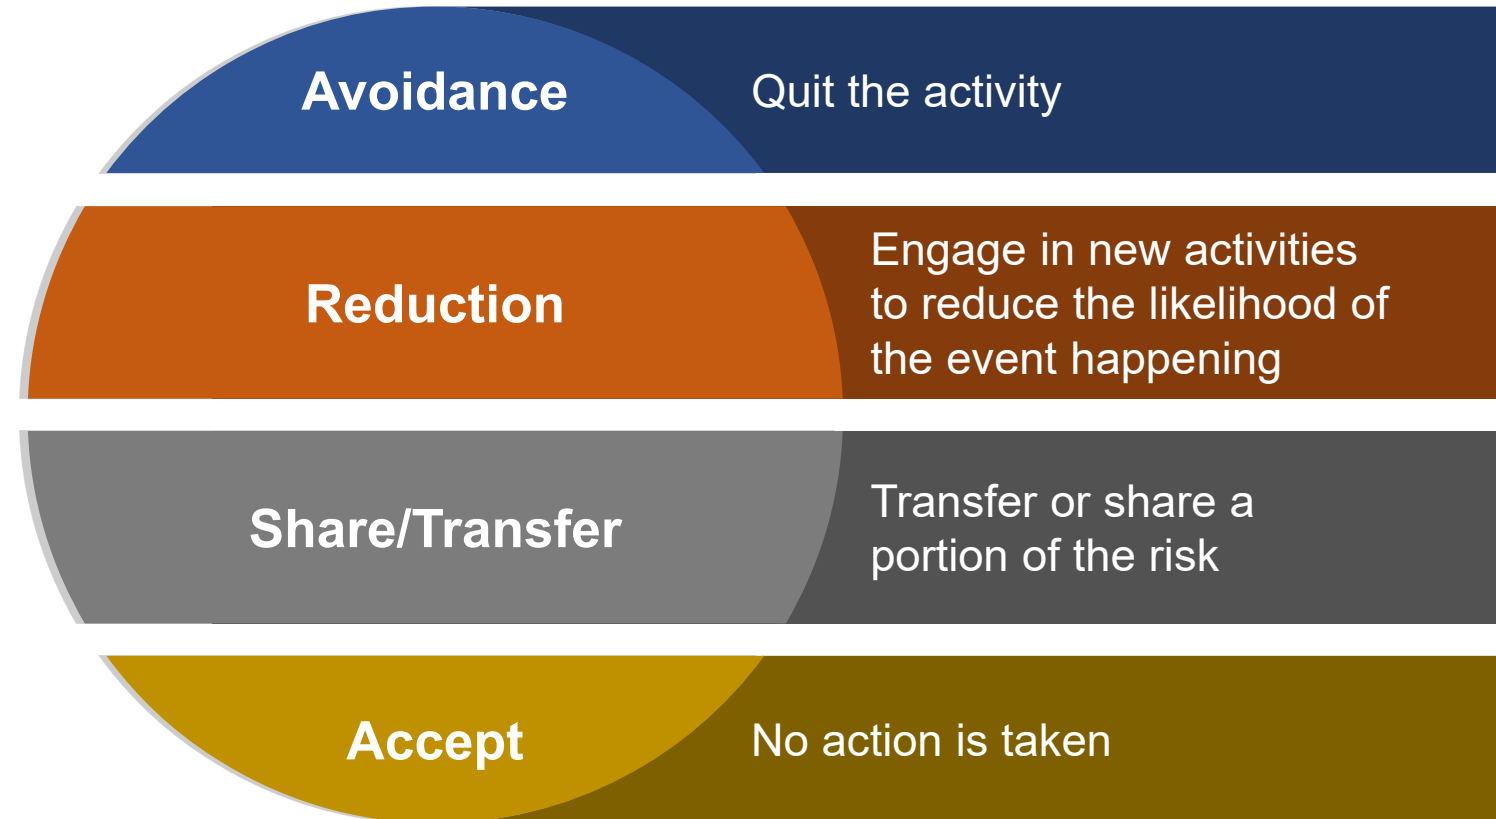 Avoidance
Quit the activity
Reduction
Engage in new activities
to reduce the likelihood of
the event happening
Share/Transfer
Transfer or share a
portion of the risk
Accept
No action is taken